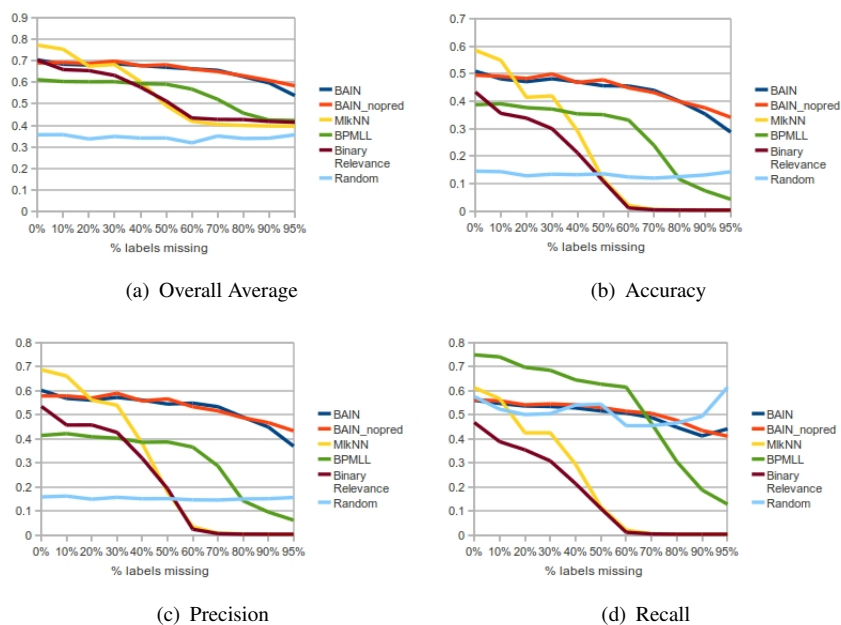 0.9
0.8
0.7
0.6
0.5
0.4
0.3
0.2
0.1
0
0% 10% 20% 30% 40% 50% 60% 70% 80% 90% 95%
% labels missing
BAIN
BAIN_nopred
MlkNN
BPMLL
Binary
Relevance
Random
(a) Overall Average
0.7
0.6
0.5
0.4
0.3
0.2
0.1
0
0% 10% 20% 30% 40% 50% 60% 70% 80% 90% 95%
% labels missing
BAIN
BAIN_nopred
MlkNN
BPMLL
Binary
Relevance
Random
(b) Accuracy
0.8
0.7
0.6
0.5
0.4
0.3
0.2
0.1
0
0% 10% 20% 30% 40% 50% 60% 70% 80% 90% 95%
% labels missing
BAIN
BAIN_nopred
MlkNN
BPMLL
Binary
Relevance
Random
(c) Precision
0.8
0.7
0.6
0.5
0.4
0.3
0.2
0.1
0
0% 10% 20% 30% 40% 50% 60% 70% 80% 90% 95%
% labels missing
BAIN
BAIN_nopred
MlkNN
BPMLL
Binary
Relevance
Random
(d) Recall